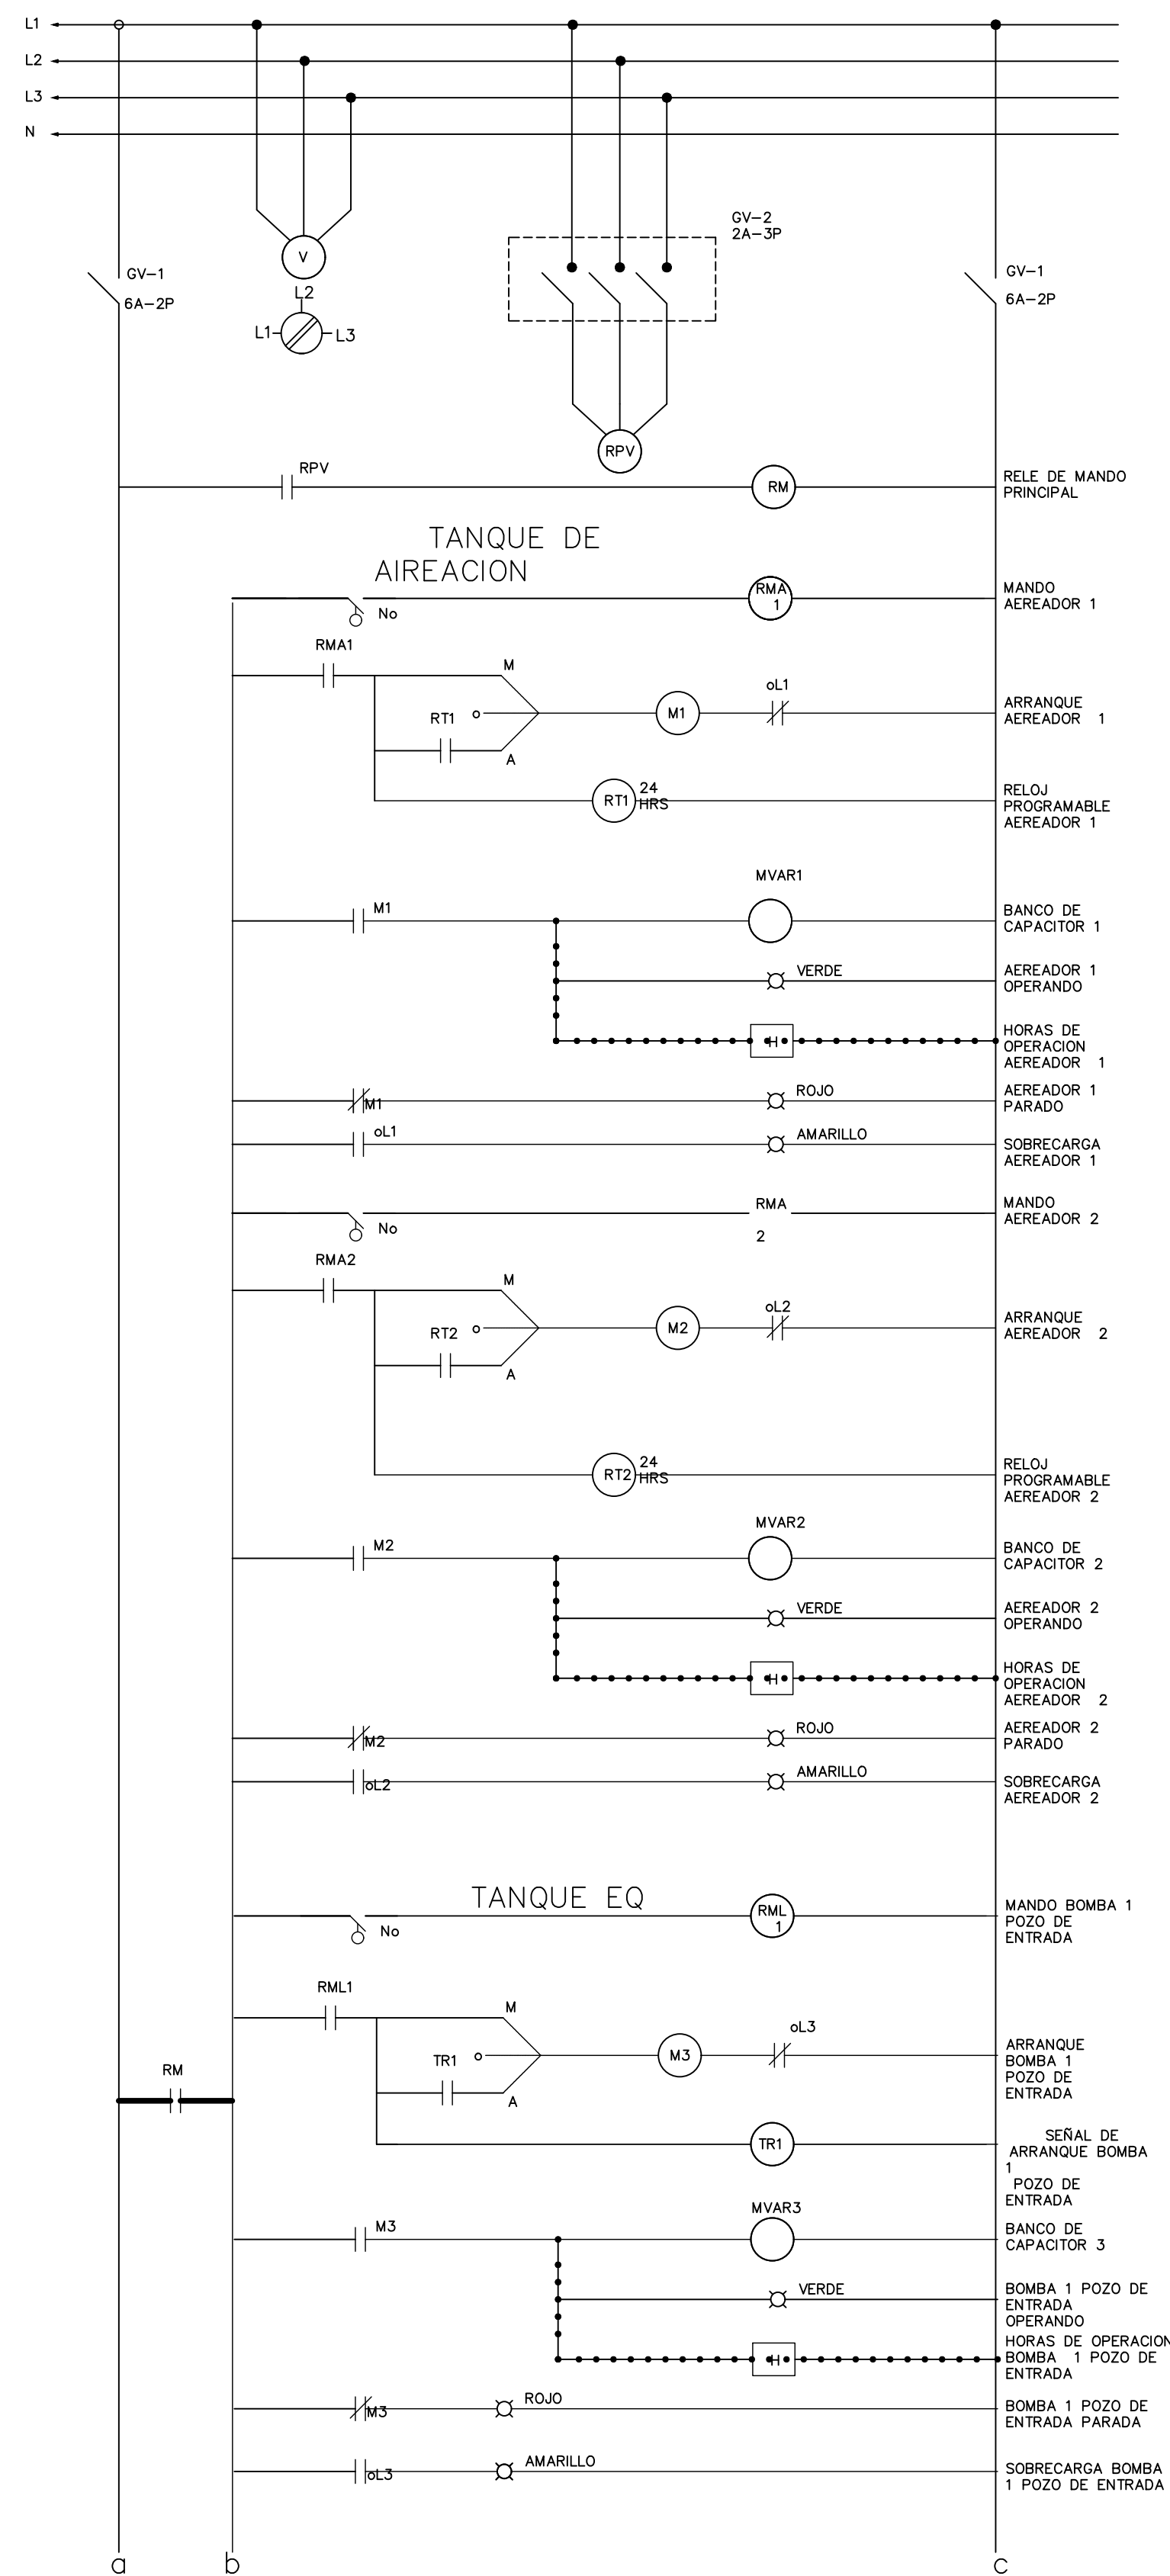 L1
L2
L3
N
GV-2
2A-3P
V
GV-1
6A-2P
GV-1
6A-2P
L2
L1
L3
RPV
RPV
RM
RELE DE MANDO
PRINCIPAL
TANQUE DE
AIREACION
No
RMA
1
MANDO
AEREADOR 1
RMA1
M
RT1
o
A
M1
oL1
ARRANQUE
AEREADOR 1
RT1
24
HRS
RELOJ
PROGRAMABLE
AEREADOR 1
M1
MVAR1
BANCO DE
CAPACITOR 1
VERDE
AEREADOR 1
OPERANDO
H
HORAS DE
OPERACION
AEREADOR 1
M1
ROJO
AEREADOR 1
PARADO
oL1
AMARILLO
SOBRECARGA
AEREADOR 1
No
RMA
2
MANDO
AEREADOR 2
RMA2
M
RT2
o
A
M2
oL2
ARRANQUE
AEREADOR 2
RT2
24
HRS
RELOJ
PROGRAMABLE
AEREADOR 2
M2
MVAR2
BANCO DE
CAPACITOR 2
VERDE
AEREADOR 2
OPERANDO
H
HORAS DE
OPERACION
AEREADOR 2
M2
ROJO
AEREADOR 2
PARADO
oL2
AMARILLO
SOBRECARGA
AEREADOR 2
TANQUE EQ
No
RML
1
MANDO BOMBA 1
POZO DE
ENTRADA
RML1
M
TR1
o
A
M3
oL3
ARRANQUE
BOMBA 1
POZO DE
ENTRADA
RM
TR1
SEÑAL DE
ARRANQUE BOMBA
1
POZO DE
ENTRADA
M3
MVAR3
BANCO DE
CAPACITOR 3
VERDE
BOMBA 1 POZO DE
ENTRADA
OPERANDO
H
HORAS DE OPERACION
BOMBA 1 POZO DE
ENTRADA
M3
ROJO
BOMBA 1 POZO DE
ENTRADA PARADA
oL3
AMARILLO
SOBRECARGA BOMBA
1 POZO DE ENTRADA
a
b
c